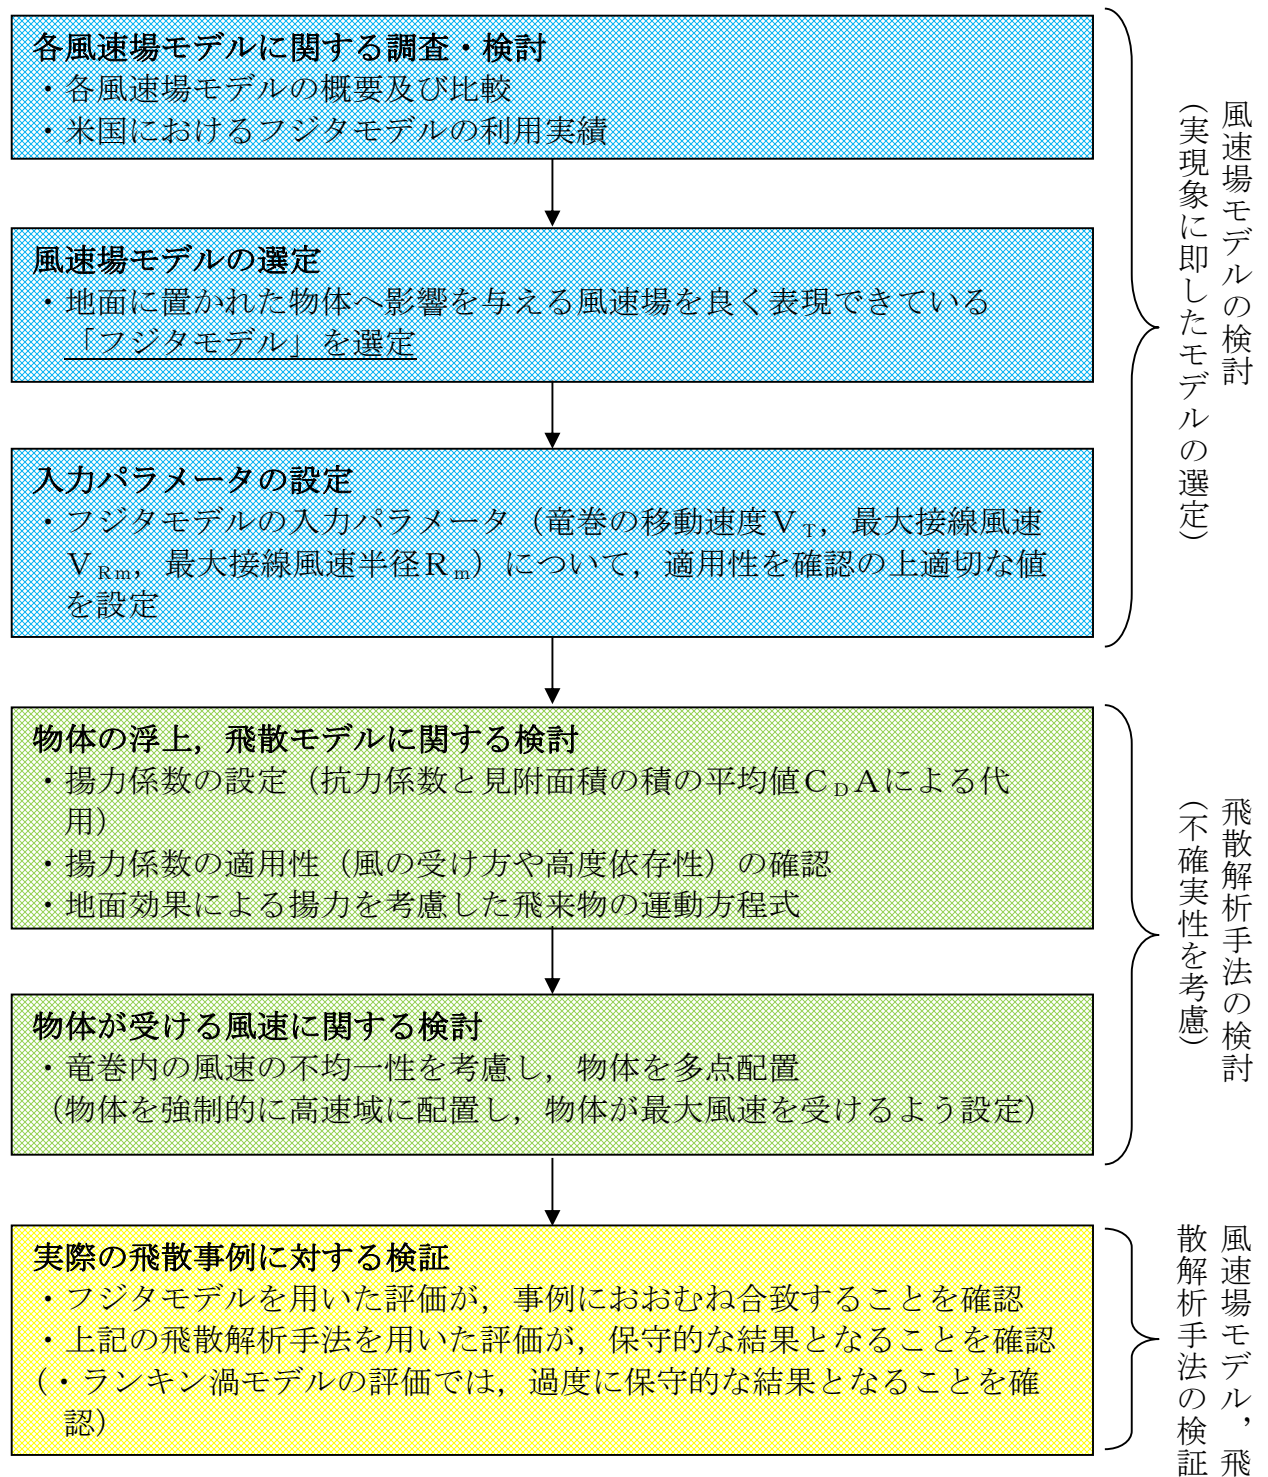 各風速場モデルに関する調査・検討
・各風速場モデルの概要及び比較
・米国におけるフジタモデルの利用実績
風速場モデルの選定
・地面に置かれた物体へ影響を与える風速場を良く表現できている
「フジタモデル」を選定
入力パラメータの設定
・フジタモデルの入力パラメータ（竜巻の移動速度Ｖ_T，最大接線風速
Ｖ_Rm，最大接線風速半径Ｒ_m）について，適用性を確認の上適切な値
を設定
風速場モデルの検討
（実現象に即したモデルの選定）
物体の浮上，飛散モデルに関する検討
・揚力係数の設定（抗力係数と見附面積の積の平均値Ｃ_DＡによる代
用）
・揚力係数の適用性（風の受け方や高度依存性）の確認
・地面効果による揚力を考慮した飛来物の運動方程式
物体が受ける風速に関する検討
・竜巻内の風速の不均一性を考慮し，物体を多点配置
（物体を強制的に高速域に配置し，物体が最大風速を受けるよう設定）
飛散解析手法の検討
（不確実性を考慮）
実際の飛散事例に対する検証
・フジタモデルを用いた評価が，事例におおむね合致することを確認
・上記の飛散解析手法を用いた評価が，保守的な結果となることを確認
（・ランキン渦モデルの評価では，過度に保守的な結果となることを確
認）
風速場モデル，飛
散解析手法の検証